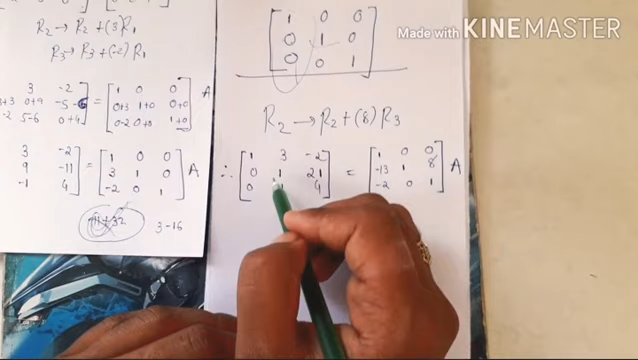 R₂ → R₂ + (3)R₁
R₃ → R₃ + (-2) R₁
3 -2
0+9 -5 -6
-2 5-6 0+4
=
1 0 0
0+3 1+0 0+0
0-2 0+0 1+0
A
3 -2
9 -11
-1 4
=
1 0 0
3 1 0
-2 0 1
A
3-16
1 0 0
0 1 0
0 0 1
R₂ → R₂ + (8) R₃
∴
1 3 -2
0 1 21
0 4
=
1 0 0
-13 1 8
-2 0 1
A
Made with KINEMASTER